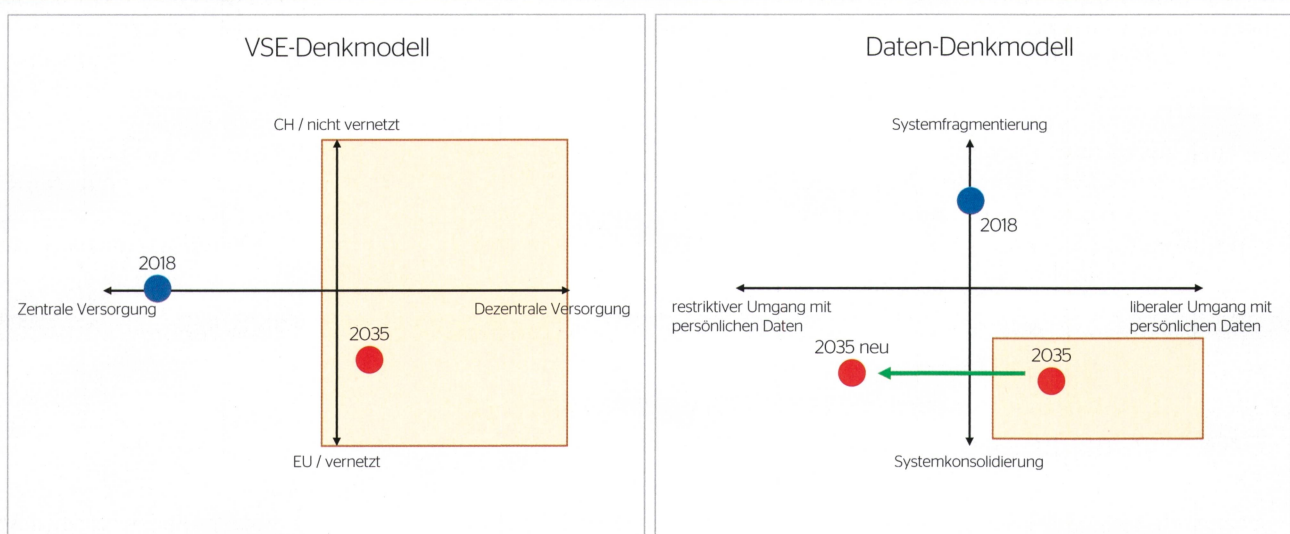 VSE-Denkmodell
CH / nicht vernetzt
2018
Zentrale Versorgung
Dezentrale Versorgung
2035
EU / vernetzt
Daten-Denkmodell
Systemfragmentierung
2018
restriktiver Umgang mit
persönlichen Daten
liberaler Umgang mit
persönlichen Daten
2035 neu
2035
Systemkonsolidierung